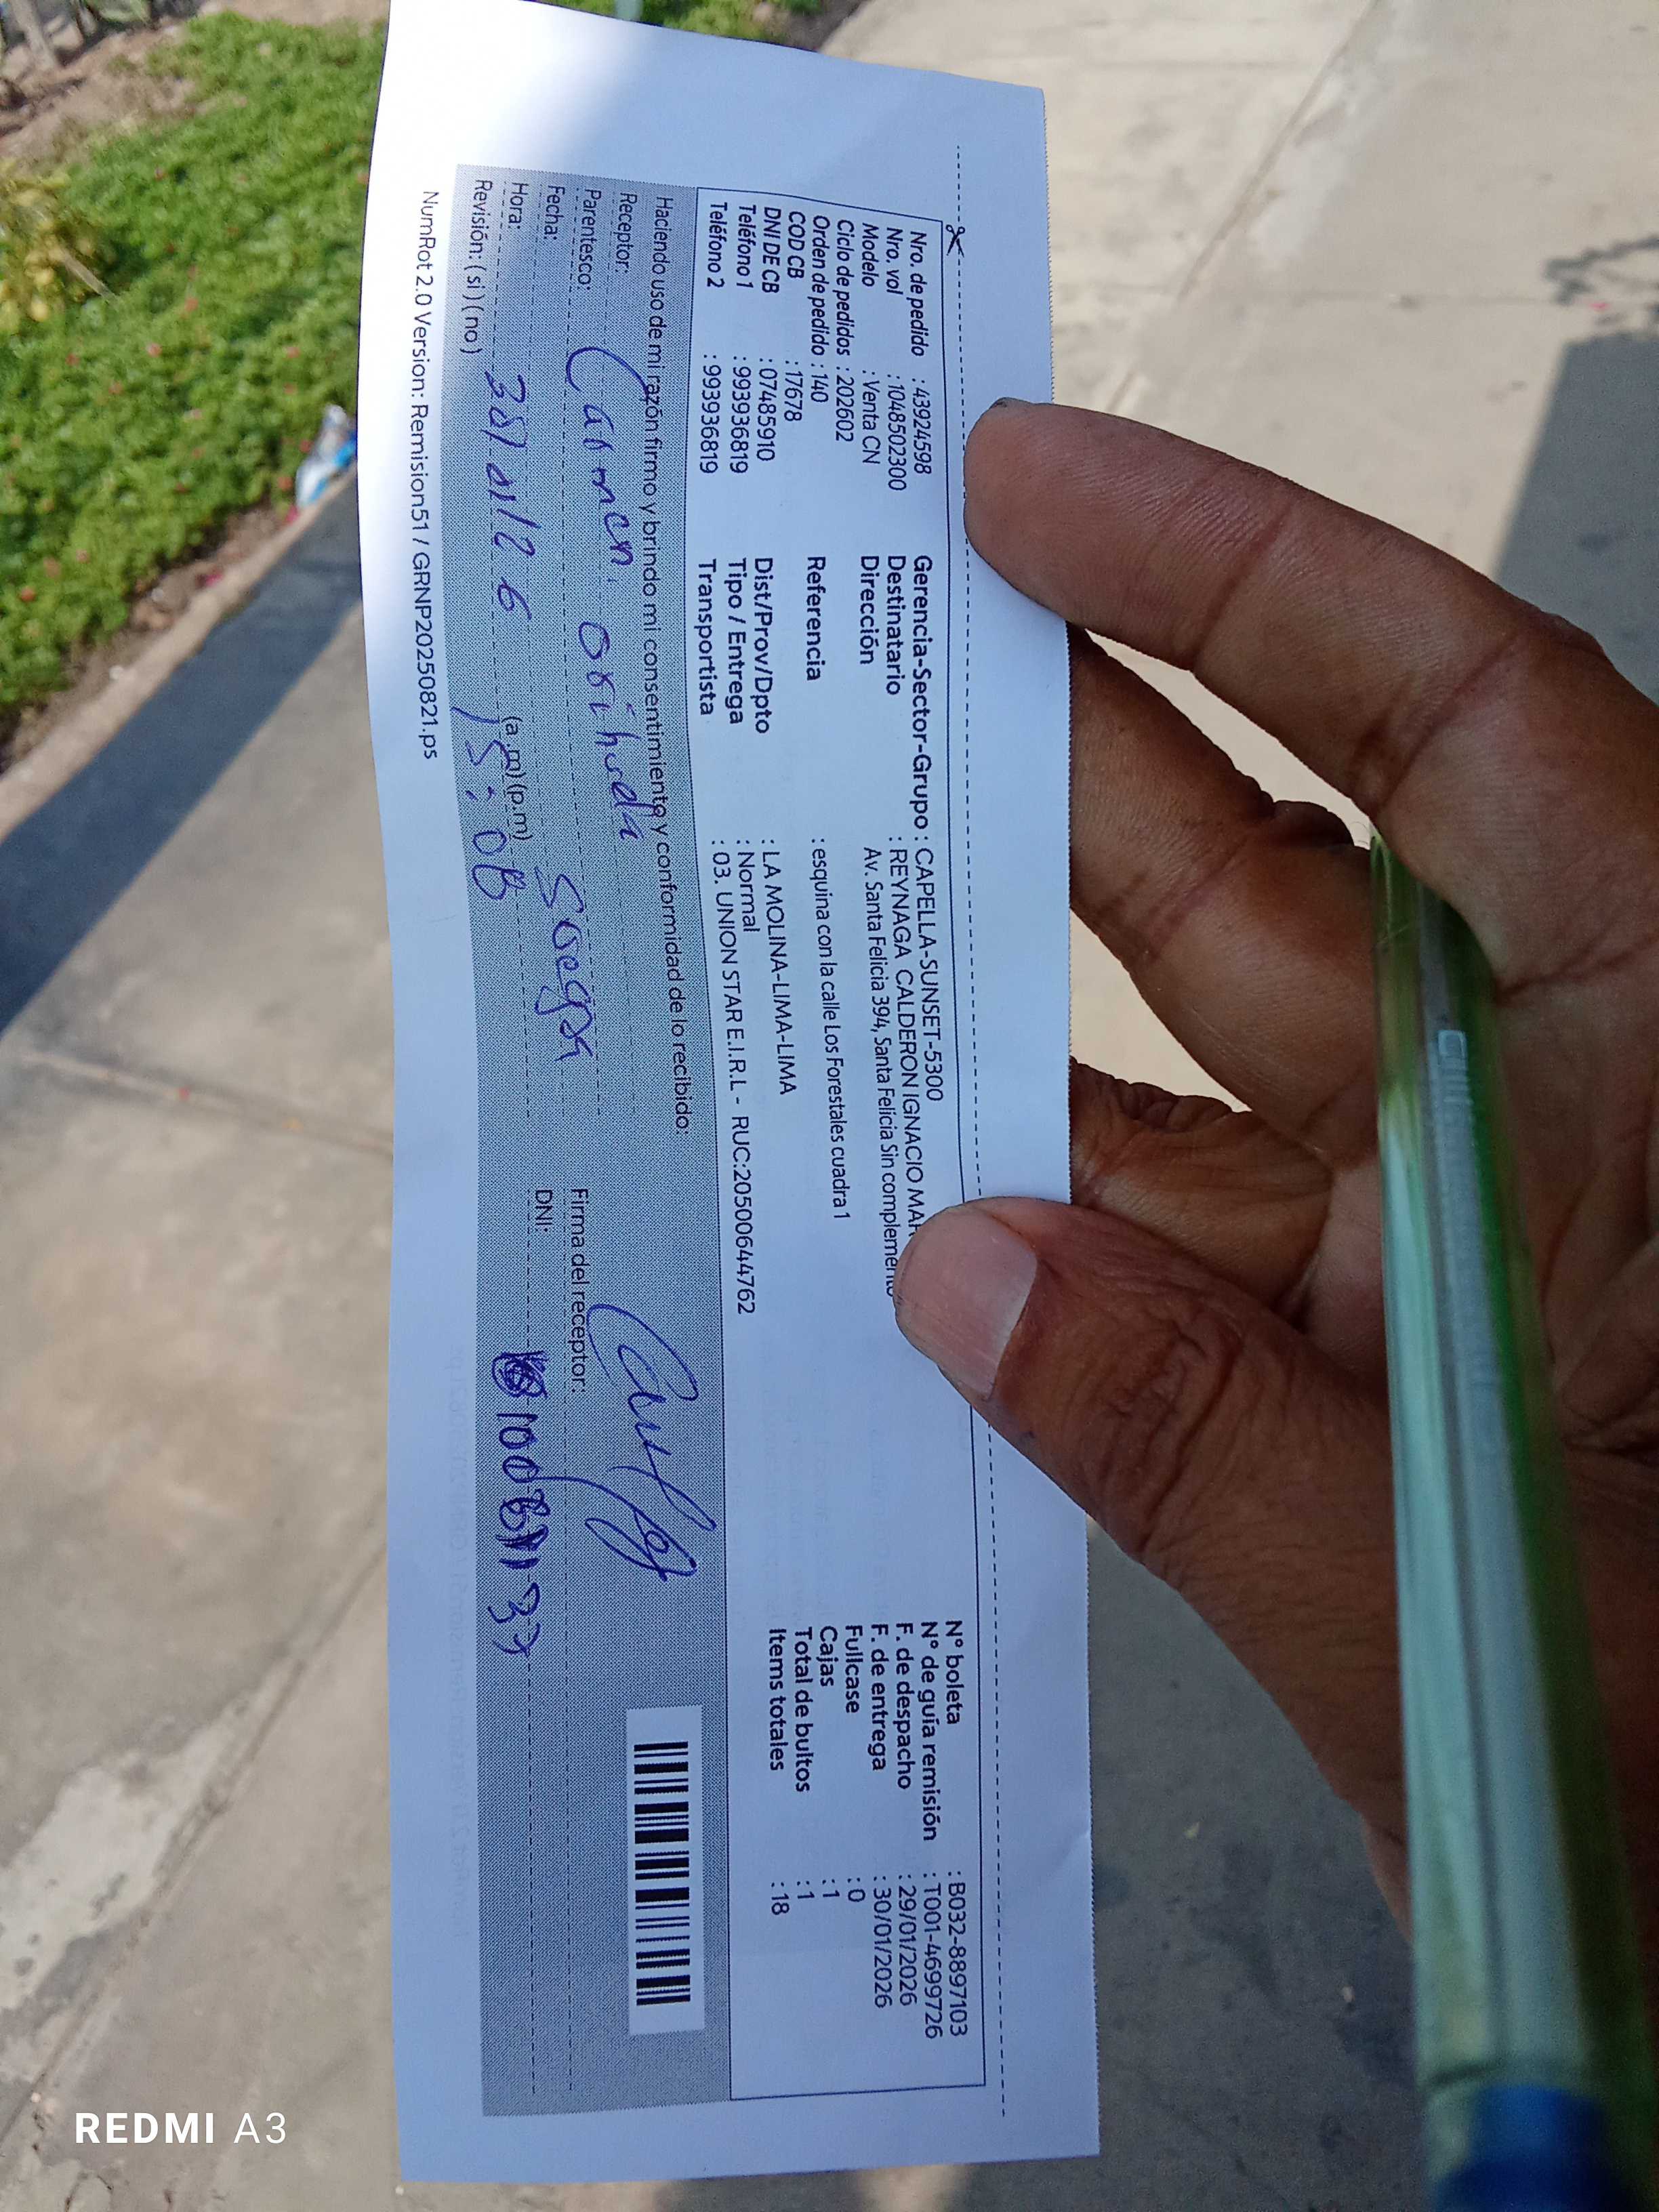 Nro. de pedido : 43924598
Nro. vol : 1048502300
Modelo : Venta CN
Ciclo de pedidos : 202602
Orden de pedido : 140
COD CB : 17678
DNI DE CB : 07485910
Teléfono 1 : 993936819
Teléfono 2 : 993936819
Gerencia-Sector-Grupo : CAPELLA-SUNSET-5300
Destinatario : REYNAGA CALDERON IGNACIO
Dirección Av. Santa Felicia 394, Santa Felicia Sin complemento
Referencia : esquina con la calle Los Forestales cuadra 1
Dist/Prov/Dpto : LA MOLINA-LIMA-LIMA
Tipo / Entrega : Normal
Transportista : 03. UNION STAR E.I.R.L - RUC:20500644762
N° boleta : B032-8897103
N° de guía remisión : T001-4699726
F. de despacho : 29/01/2026
F. de entrega : 30/01/2026
Fullcase : 0
Cajas : 1
Total de bultos : 1
Items totales : 18
Haciendo uso de mi razón firmo y brindo mi consentimiento y conformidad de lo recibido:
Receptor: Carmen orihuela
Parentesco: Suegra
Fecha:
Hora: (a.m) (p.m) 15:08
Revisión: ( si ) ( no )
Firma del receptor:
DNI:
NumRot 2.0 Version: Remision51 / GRNP20250821.ps
REDMI A3